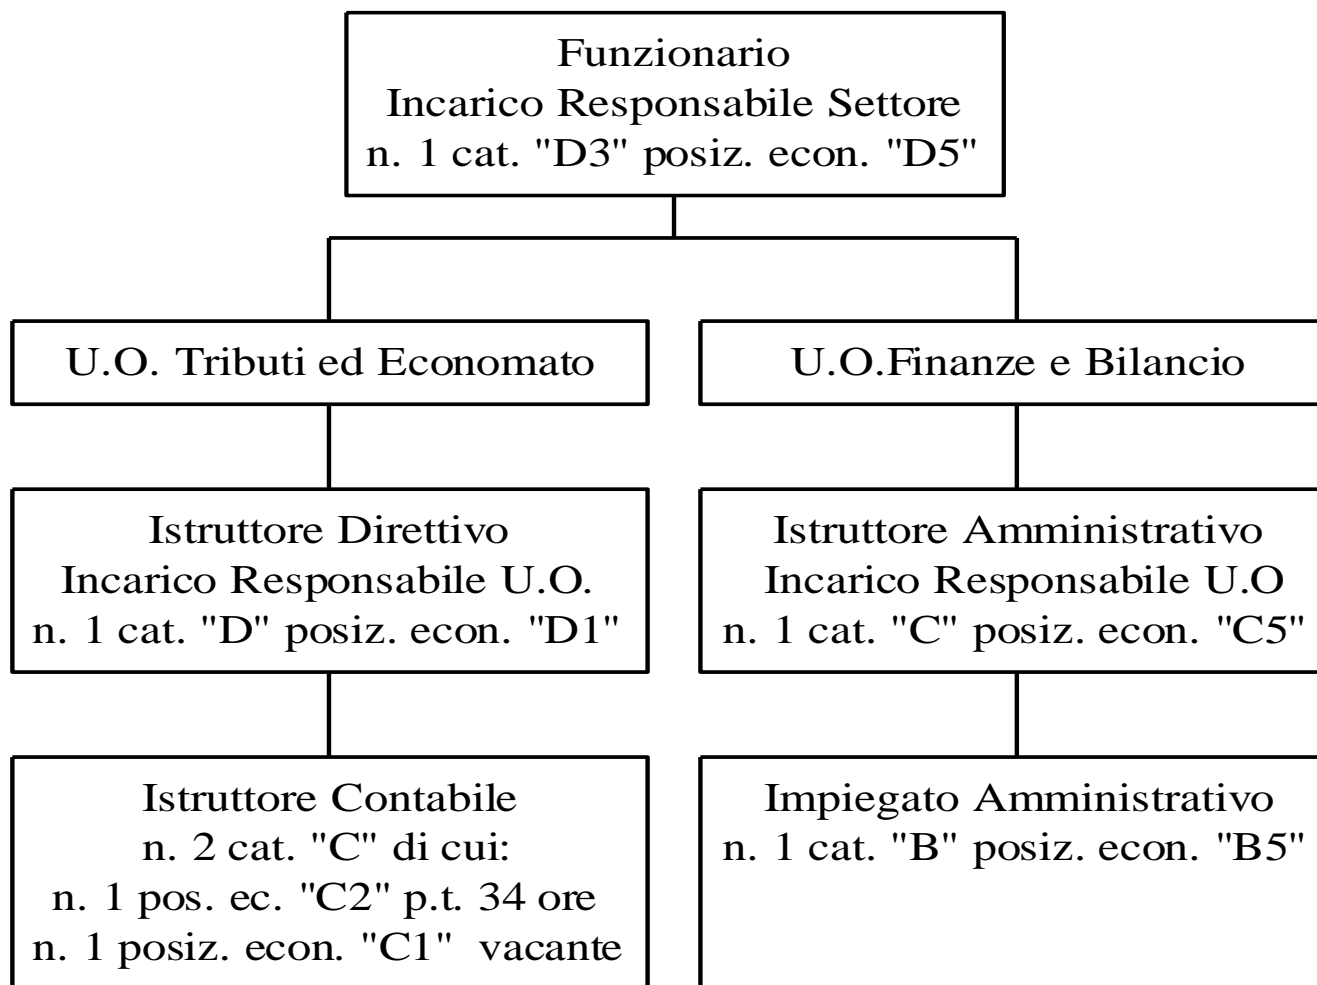 Funzionario
Incarico Responsabile Settore
n. 1 cat. "D3" posiz. econ. "D5"
U.O. Tributi ed Economato
U.O.Finanze e Bilancio
Istruttore Direttivo
Incarico Responsabile U.O.
n. 1 cat. "D" posiz. econ. "D1"
Istruttore Amministrativo
Incarico Responsabile U.O
n. 1 cat. "C" posiz. econ. "C5"
Istruttore Contabile
n. 2 cat. "C" di cui:
n. 1 pos. ec. "C2" p.t. 34 ore
n. 1 posiz. econ. "C1" vacante
Impiegato Amministrativo
n. 1 cat. "B" posiz. econ. "B5"